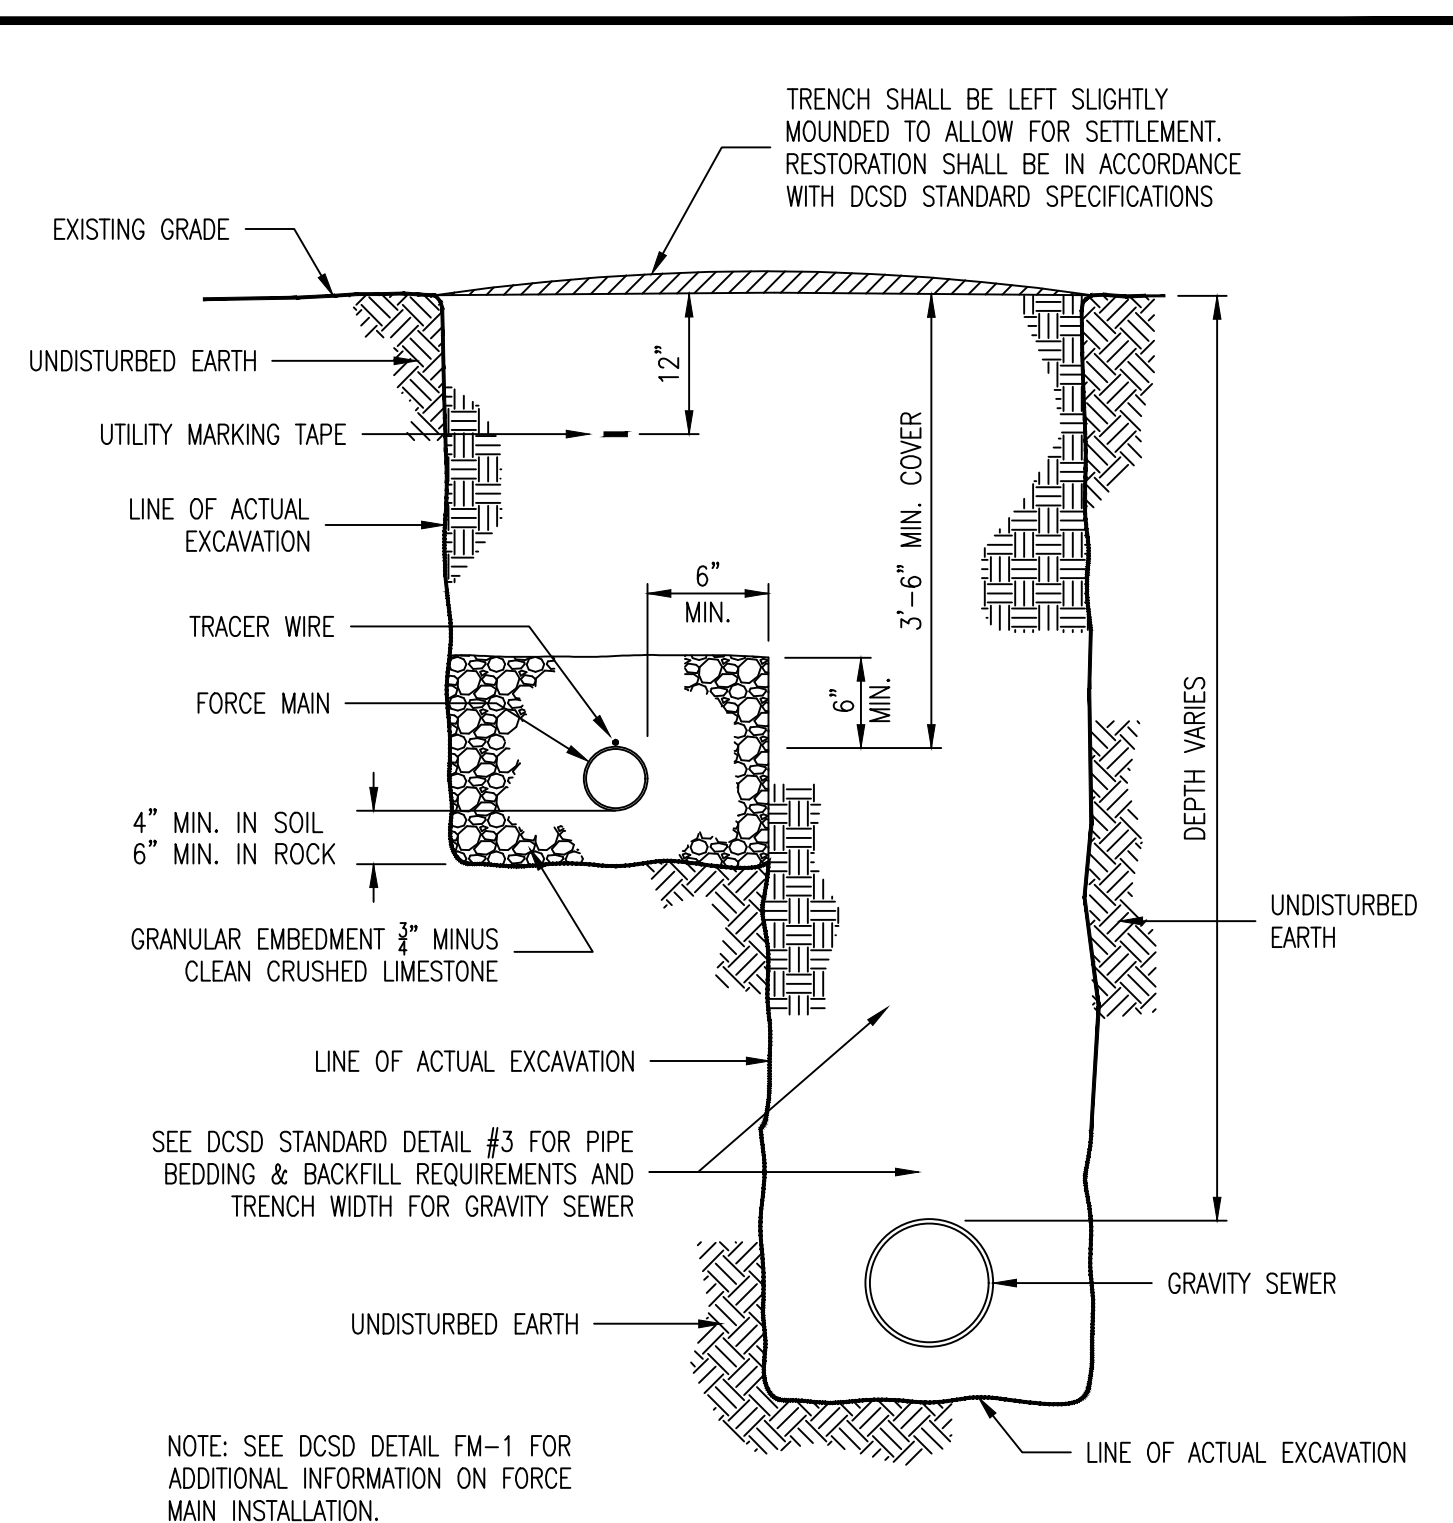 TRENCH SHALL BE LEFT SLIGHTLY
MOUNDED TO ALLOW FOR SETTLEMENT.
RESTORATION SHALL BE IN ACCORDANCE
WITH DCSD STANDARD SPECIFICATIONS
EXISTING GRADE
UNDISTURBED EARTH
12"
UTILITY MARKING TAPE
3'-6" MIN. COVER
LINE OF ACTUAL
EXCAVATION
6"
MIN.
TRACER WIRE
FORCE MAIN
6"
MIN.
DEPTH VARIES
4" MIN. IN SOIL
6" MIN. IN ROCK
UNDISTURBED
EARTH
GRANULAR EMBEDMENT 3/4" MINUS
CLEAN CRUSHED LIMESTONE
LINE OF ACTUAL EXCAVATION
SEE DCSD STANDARD DETAIL #3 FOR PIPE
BEDDING & BACKFILL REQUIREMENTS AND
TRENCH WIDTH FOR GRAVITY SEWER
GRAVITY SEWER
UNDISTURBED EARTH
LINE OF ACTUAL EXCAVATION
NOTE: SEE DCSD DETAIL FM-1 FOR
ADDITIONAL INFORMATION ON FORCE
MAIN INSTALLATION.